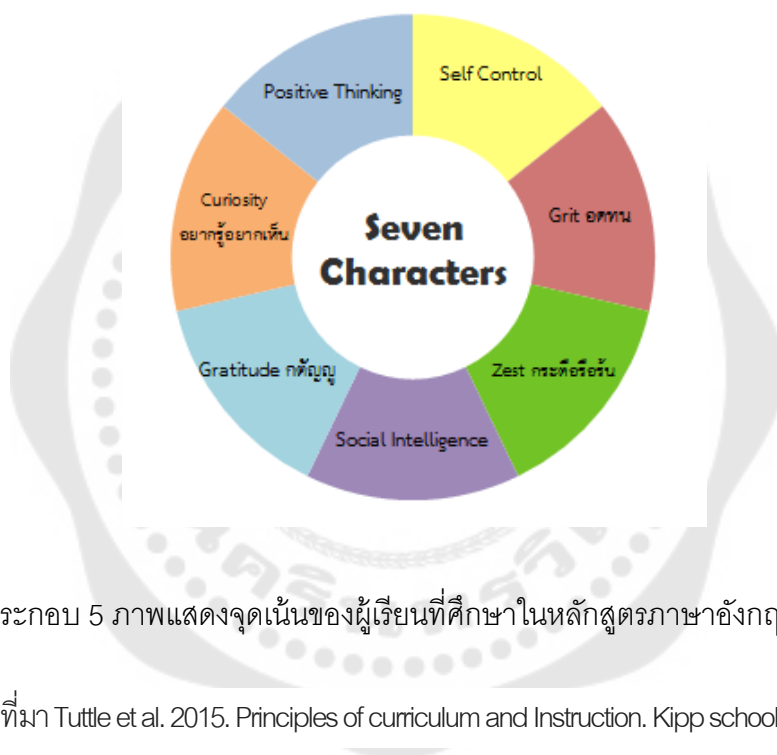 Positive Thinking
Self Control
Curiosity
อยากรู้อยากเห็น
Seven
Characters
Grit อดทน
Gratitude กตัญญู
Zest กระตือรือร้น
Social Intelligence
ระกอบ 5 ภาพแสดงจุดเน้นของผู้เรียนที่ศึกษาในหลักสูตรภาษาอังกฤ
ที่มา Tuttle et al. 2015. Principles of curriculum and Instruction. Kipp school